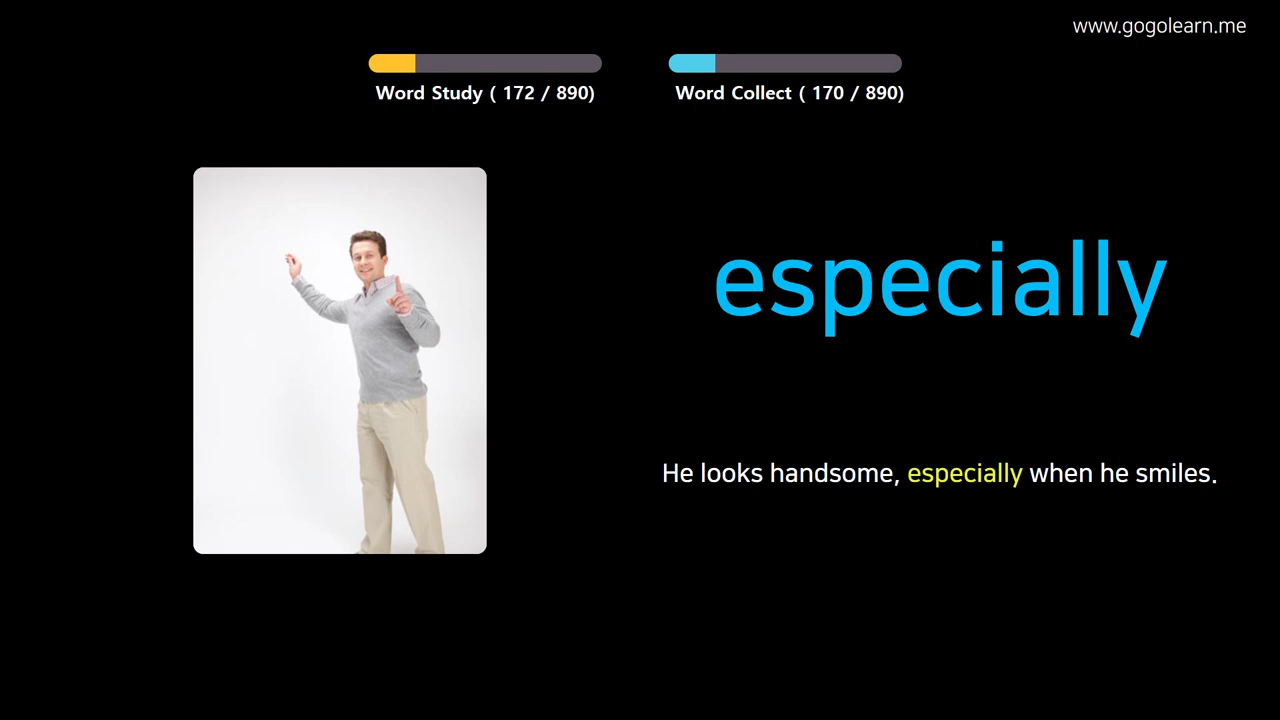 www.gogolearn.me
Word Study ( 172 / 890)
Word Collect ( 170 / 890)
especially
He looks handsome, especially when he smiles.